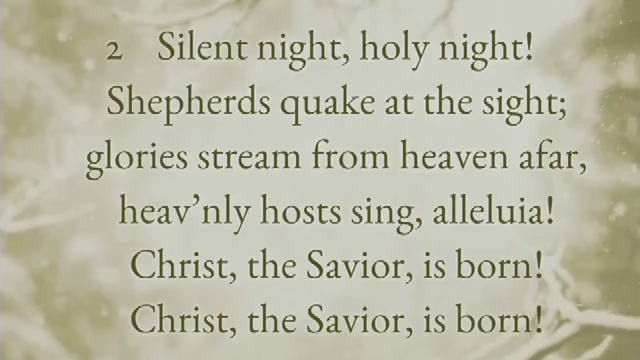 2 Silent night, holy night!
Shepherds quake at the sight;
glories stream from heaven afar,
heav’nly hosts sing, alleluia!
Christ, the Savior, is born!
Christ, the Savior, is born!